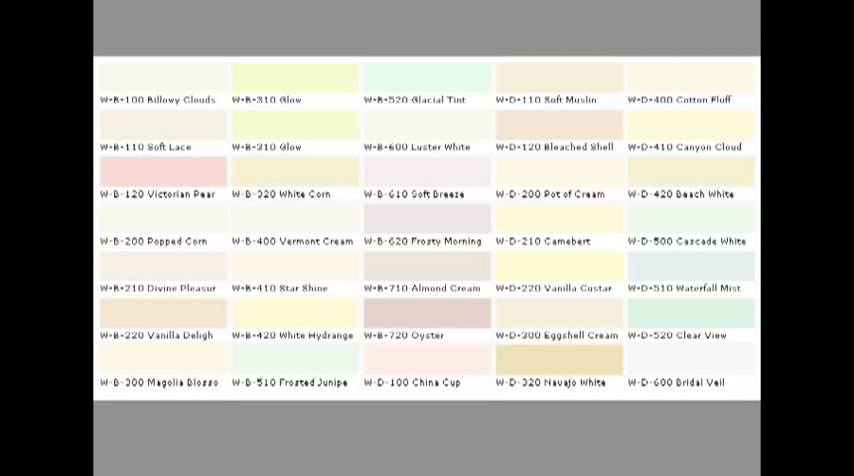 W-B-100 Billowy Clouds
W-B-310 Glow
W-B-520 Glacial Tint
W-D-110 Soft Muslin
W-D-400 Cotton Fluff
W-B-110 Soft Lace
W-B-310 Glow
W-B-600 Luster White
W-D-120 Bleached Shell
W-D-410 Canyon Cloud
W-B-120 Victorian Pear
W-B-320 White Corn
W-B-610 Soft Breeze
W-D-200 Pot of Cream
W-D-420 Beach White
W-B-200 Popped Corn
W-B-400 Vermont Cream
W-B-620 Frosty Morning
W-D-210 Camebert
W-D-500 Cascade White
W-B-210 Divine Pleasur
W-B-410 Star Shine
W-B-710 Almond Cream
W-D-220 Vanilla Custar
W-D-510 Waterfall Mist
W-B-220 Vanilla Deligh
W-B-420 White Hydrange
W-B-720 Oyster
W-D-300 Eggshell Cream
W-D-520 Clear View
W-B-300 Magolia Blosso
W-B-510 Frosted Junipe
W-D-100 China Cup
W-D-320 Navajo White
W-D-600 Bridal Veil